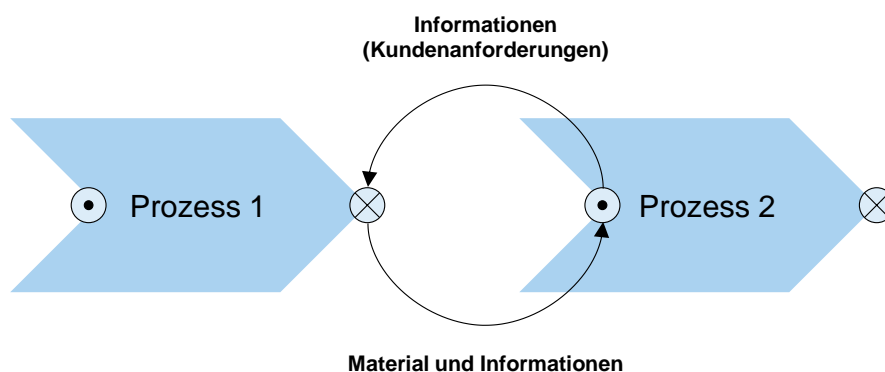 Informationen
(Kundenanforderungen)
Prozess 1
Prozess 2
Material und Informationen